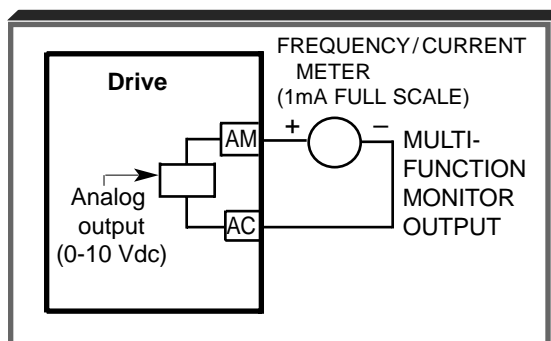 FREQUENCY/CURRENT
METER
(1mA FULL SCALE)
Drive
AM
+
–
MULTI-
FUNCTION
MONITOR
OUTPUT
Analog
output
(0-10 Vdc)
AC